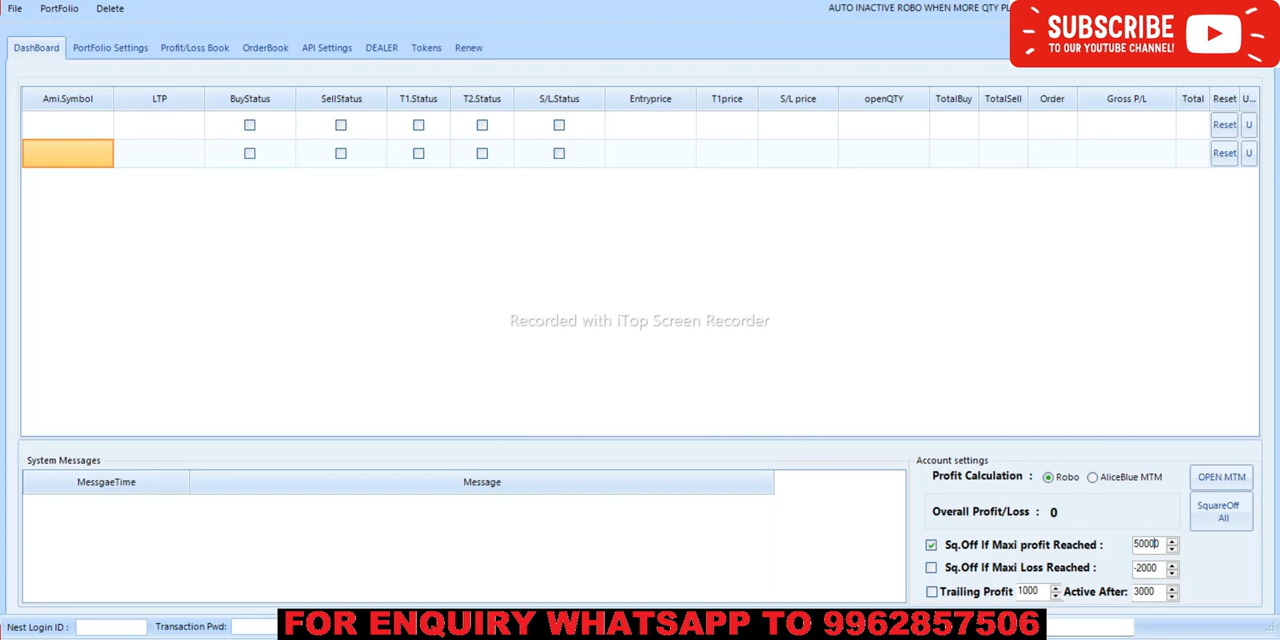 File PortFolio Delete AUTO INACTIVE ROBO WHEN MORE QTY PL
SUBSCRIBE
TO OUR YOUTUBE CHANNEL!
DashBoard PortFolio Settings Profit/Loss Book OrderBook API Settings DEALER Tokens Renew
Ami.Symbol LTP BuyStatus SellStatus T1.Status T2.Status S/L.Status Entryprice T1price S/L price openQTY TotalBuy TotalSell Order Gross P/L Total Reset U...
Reset U
Reset U
Recorded with iTop Screen Recorder
System Messages
MessgaeTime Message
Account settings
Profit Calculation : Robo AliceBlue MTM OPEN MTM
Overall Profit/Loss : 0
SquareOff
All
Sq.Off If Maxi profit Reached : 50000
Sq.Off If Maxi Loss Reached : -2000
Trailing Profit 1000 Active After: 3000
Nest Login ID : Transaction Pwd:
FOR ENQUIRY WHATSAPP TO 9962857506